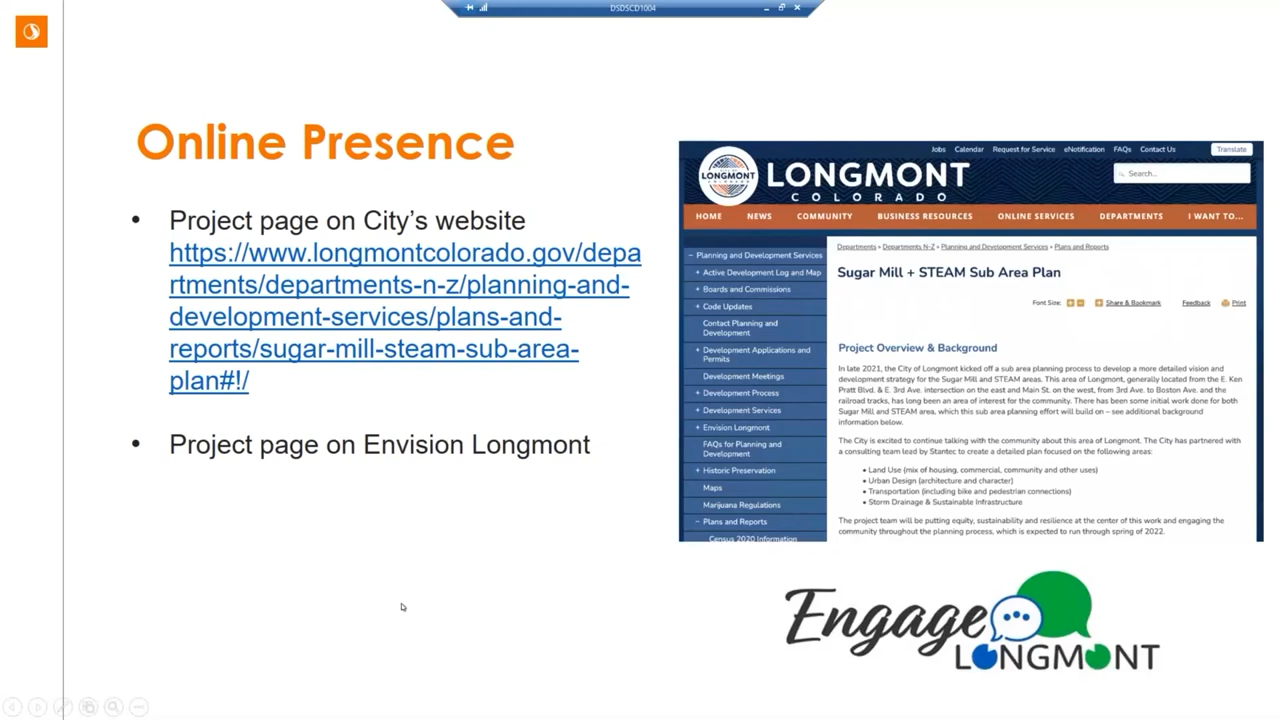 DSDSCD1004
Online Presence
• Project page on City’s website
https://www.longmontcolorado.gov/depa
rtments/departments-n-z/planning-and-
development-services/plans-and-
reports/sugar-mill-steam-sub-area-
plan#!/
• Project page on Envision Longmont
Jobs Calendar Request for Service eNotification FAQs Contact Us Translate
LONGMONT
LONGMONT
COLORADO
Search...
HOME NEWS COMMUNITY BUSINESS RESOURCES ONLINE SERVICES DEPARTMENTS I WANT TO...
− Planning and Development Services
+ Active Development Log and Map
+ Boards and Commissions
+ Code Updates
Contact Planning and
Development
+ Development Applications and
Permits
Development Meetings
+ Development Process
+ Development Services
+ Envision Longmont
FAQs for Planning and
Development
+ Historic Preservation
Maps
Marijuana Regulations
− Plans and Reports
Census 2020 Information
Departments » Departments N-Z » Planning and Development Services » Plans and Reports
Sugar Mill + STEAM Sub Area Plan
Font Size: + − + Share & Bookmark Feedback Print
Project Overview & Background
In late 2021, the City of Longmont kicked off a sub area planning process to develop a more detailed vision and
development strategy for the Sugar Mill and STEAM areas. This area of Longmont, generally located from the E. Ken
Pratt Blvd. & E. 3rd Ave. intersection on the east and Main St. on the west, from 3rd Ave. to Boston Ave. and the
railroad tracks, has long been an area of interest for the community. There has been some initial work done for both
Sugar Mill and STEAM area, which this sub area planning effort will build on – see additional background
information below.
The City is excited to continue talking with the community about this area of Longmont. The City has partnered with
a consulting team lead by Stantec to create a detailed plan focused on the following areas:
• Land Use (mix of housing, commercial, community and other uses)
• Urban Design (architecture and character)
• Transportation (including bike and pedestrian connections)
• Storm Drainage & Sustainable Infrastructure
The project team will be putting equity, sustainability and resilience at the center of this work and engaging the
community throughout the planning process, which is expected to run through spring of 2022.
Engage
LONGMONT